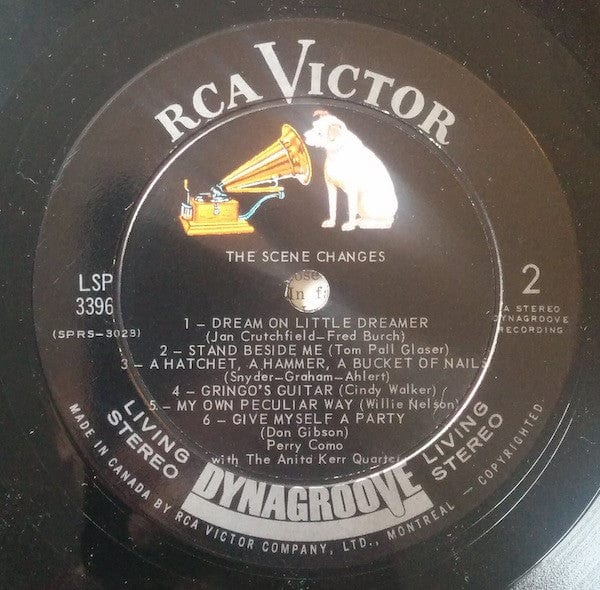 RCA VICTOR
THE SCENE CHANGES
LSP
3396
(SPRS-3029)
2
A STEREO
DYNAGROOVE
RECORDING
1 – DREAM ON LITTLE DREAMER
(Jan Crutchfield–Fred Burch)
2 – STAND BESIDE ME (Tom Pall Glaser)
3 – A HATCHET, A HAMMER, A BUCKET OF NAILS
(Snyder–Graham–Ahlert)
4 – GRINGO'S GUITAR (Cindy Walker)
5 – MY OWN PECULIAR WAY (Willie Nelson)
6 – GIVE MYSELF A PARTY
(Don Gibson)
Perry Como
with The Anita Kerr Quartet
LIVING
STEREO
DYNAGROOVE
LIVING
STEREO
MADE IN CANADA BY RCA VICTOR COMPANY, LTD., MONTREAL – COPYRIGHTED